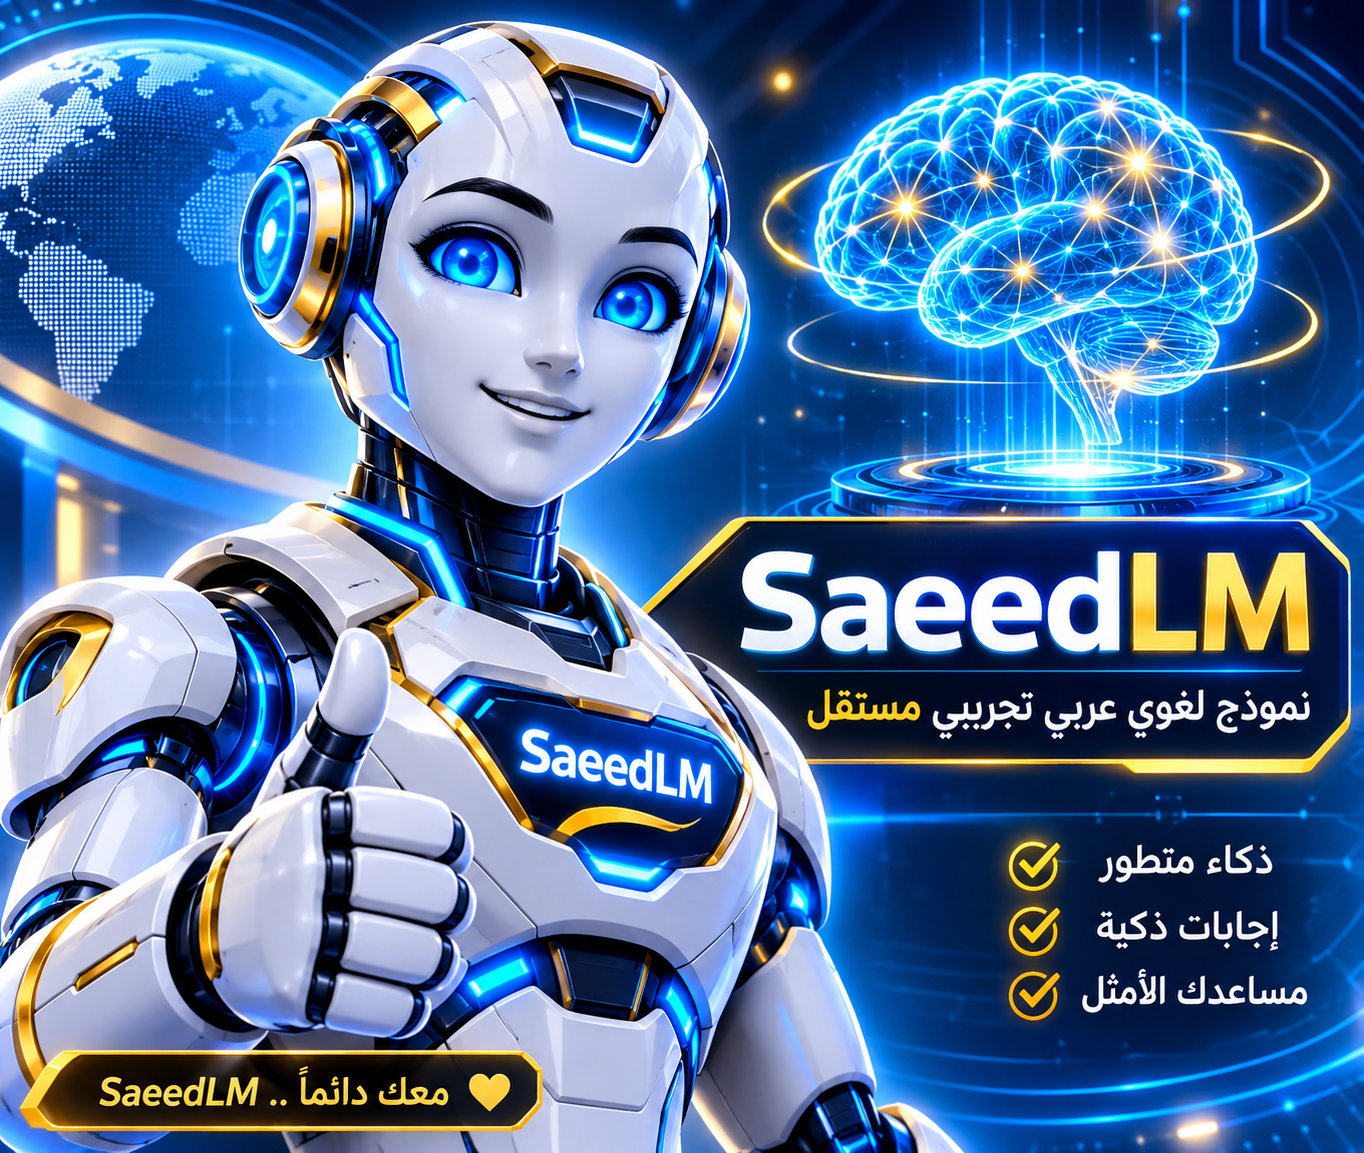 SaeedLM
نموذج لغوي عربي تجريبي مستقل
SaeedLM
ذكاء متطور
إجابات ذكية
مساعدك الأمثل
SaeedLM .. معك دائماً